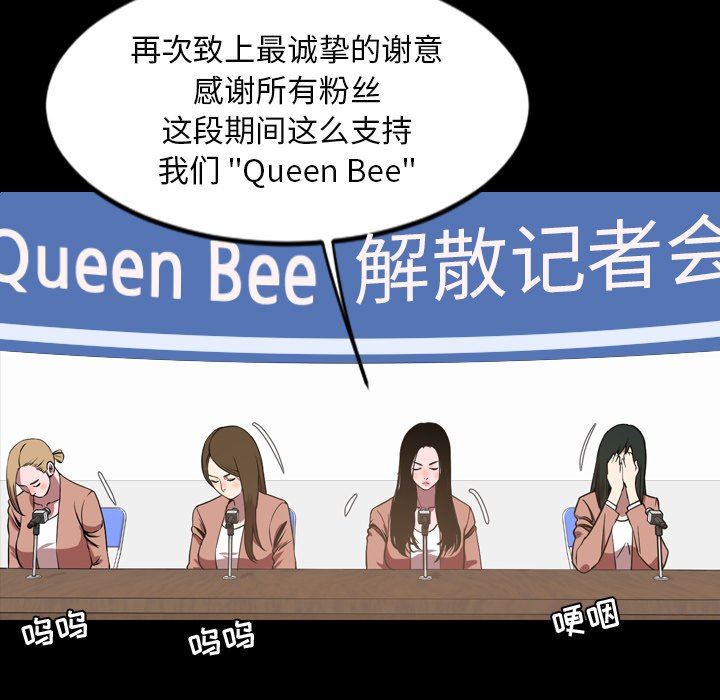 再次致上最诚挚的谢意
感谢所有粉丝
这段期间这么支持
我们 "Queen Bee"
Queen Bee 解散记者会
呜呜
呜呜
哽咽